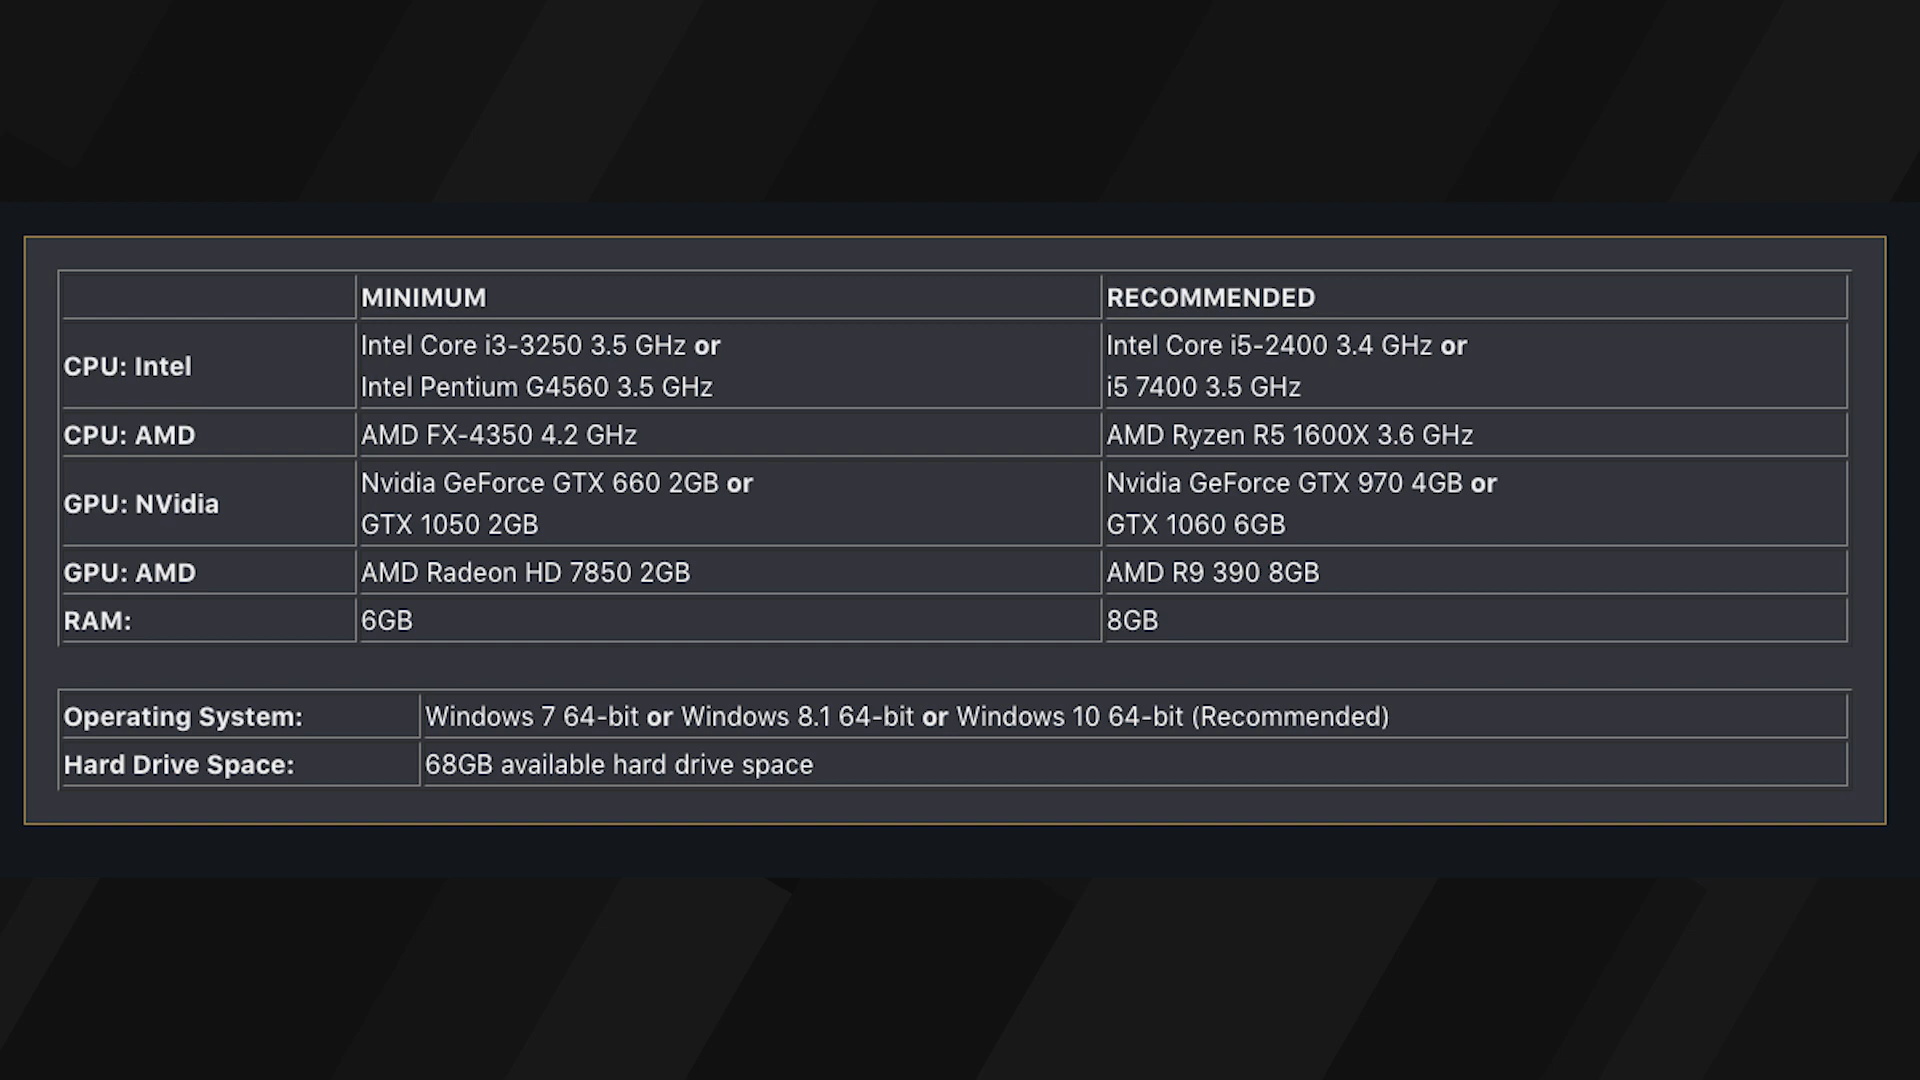 MINIMUM RECOMMENDED
CPU: Intel
Intel Core i3-3250 3.5 GHz or
Intel Pentium G4560 3.5 GHz
Intel Core i5-2400 3.4 GHz or
i5 7400 3.5 GHz
CPU: AMD AMD FX-4350 4.2 GHz AMD Ryzen R5 1600X 3.6 GHz
GPU: NVidia
Nvidia GeForce GTX 660 2GB or
GTX 1050 2GB
Nvidia GeForce GTX 970 4GB or
GTX 1060 6GB
GPU: AMD AMD Radeon HD 7850 2GB AMD R9 390 8GB
RAM: 6GB 8GB
Operating System: Windows 7 64-bit or Windows 8.1 64-bit or Windows 10 64-bit (Recommended)
Hard Drive Space: 68GB available hard drive space